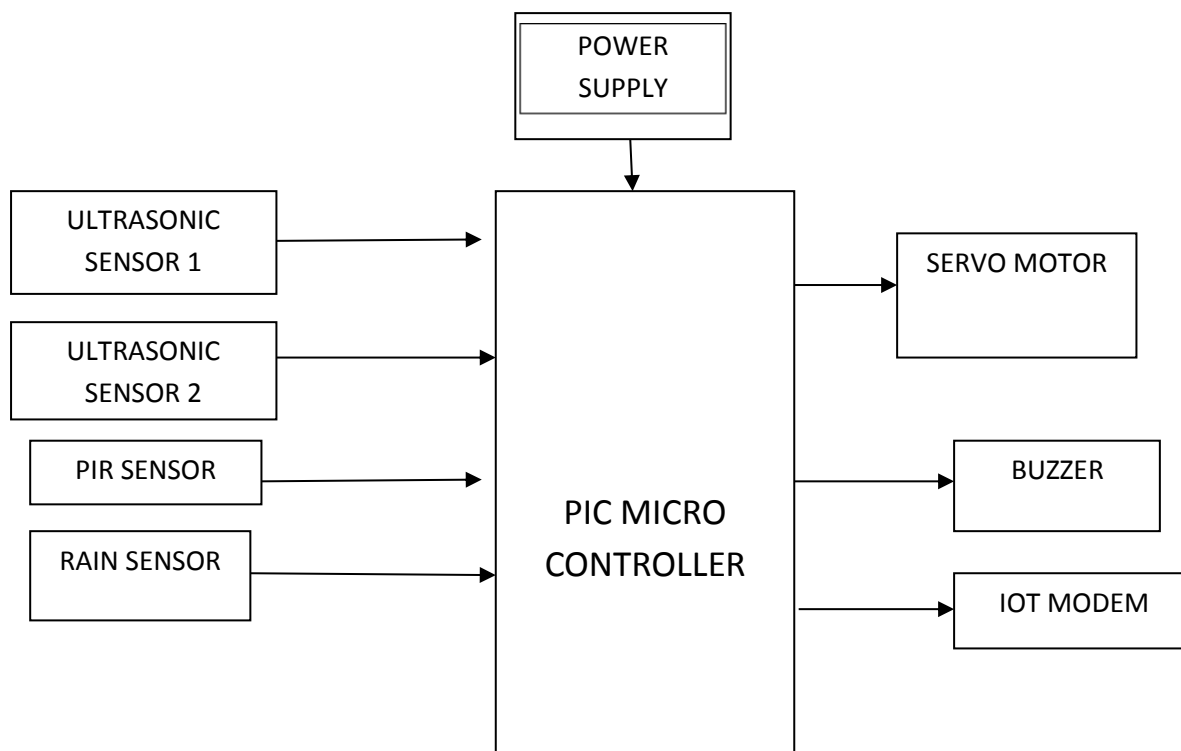 POWER
SUPPLY
ULTRASONIC
SENSOR 1
ULTRASONIC
SENSOR 2
PIR SENSOR
RAIN SENSOR
PIC MICRO
CONTROLLER
SERVO MOTOR
BUZZER
IOT MODEM